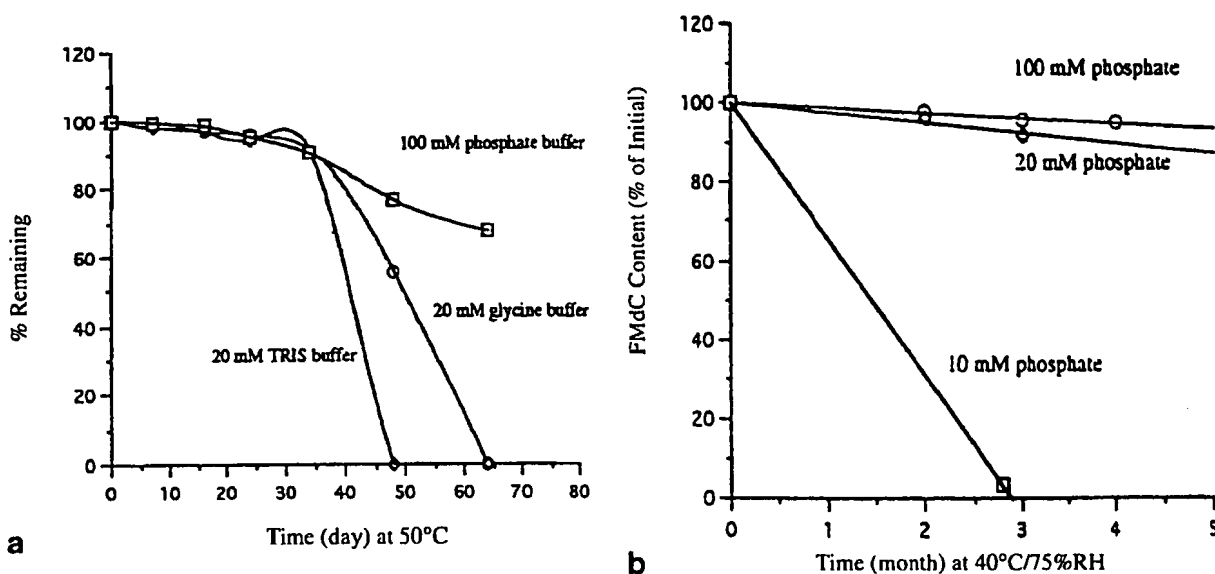 120
100
80
60
40
20
0
% Remaining
100 mM phosphate buffer
20 mM glycine buffer
20 mM TRIS buffer
0 10 20 30 40 50 60 70 80
Time (day) at 50°C
a
120
100
80
60
40
20
0
FMdC Content (% of Initial)
100 mM phosphate
20 mM phosphate
10 mM phosphate
0 1 2 3 4 5
Time (month) at 40°C/75%RH
b